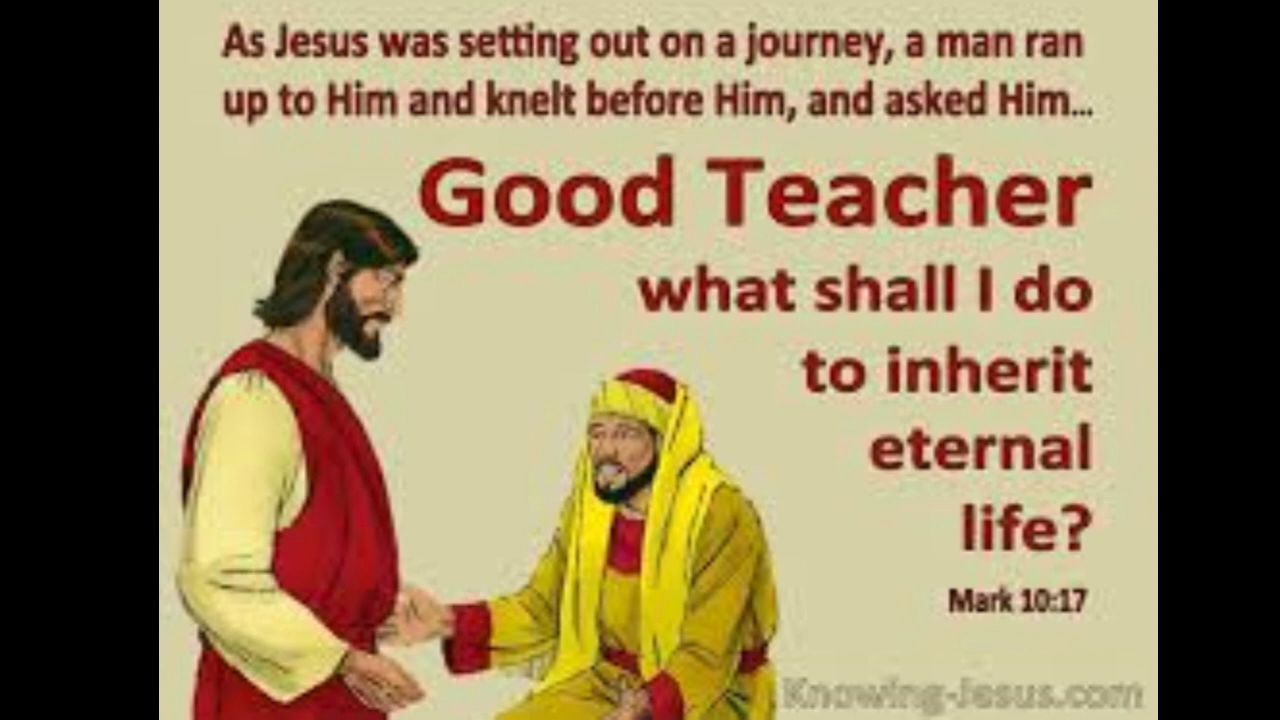 As Jesus was setting out on a journey, a man ran
up to Him and knelt before Him, and asked Him...
Good Teacher
what shall I do
to inherit
eternal
life?
Mark 10:17
Knowing-Jesus.com